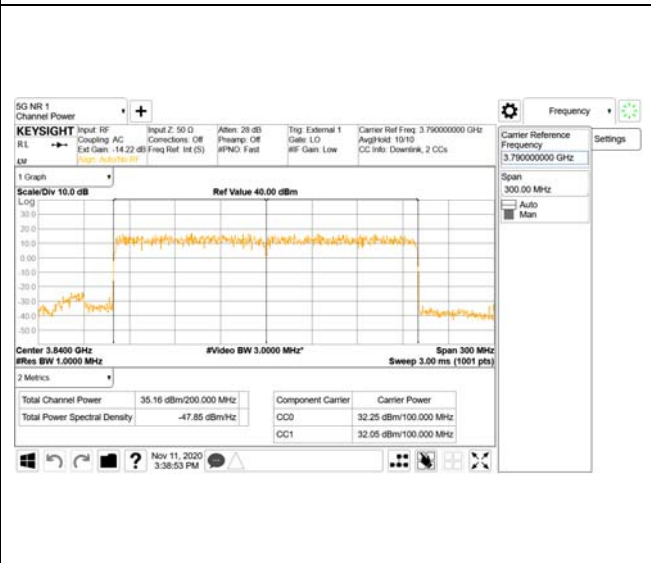 5G NR 1
Channel Power
+
Frequency
KEYSIGHT Input: RF Input Z: 50 Ω Atten: 28 dB Trig: External 1 Carrier Ref Freq: 3.790000000 GHz
RL Coupling: AC Corrections: Off Preamp: Off Gate: LO Avg|Hold: 10/10
Ext Gain: -14.22 dB Freq Ref: Int (S) #PNO: Fast #IF Gain: Low CC Info: Downlink, 2 CCs
Align: Auto/No RF
Carrier Reference
Frequency
3.790000000 GHz
Settings
Span
300.00 MHz
Auto
Man
1 Graph
Scale/Div 10.0 dB Ref Value 40.00 dBm
Log
30.0
20.0
10.0
0.00
-10.0
-20.0
-30.0
-40.0
-50.0
Center 3.8400 GHz #Video BW 3.0000 MHz* Span 300 MHz
#Res BW 1.0000 MHz Sweep 3.00 ms (1001 pts)
2 Metrics
Total Channel Power 35.16 dBm/200.000 MHz
Total Power Spectral Density -47.85 dBm/Hz
Component Carrier Carrier Power
CC0 32.25 dBm/100.000 MHz
CC1 32.05 dBm/100.000 MHz
? Nov 11, 2020
3:38:53 PM